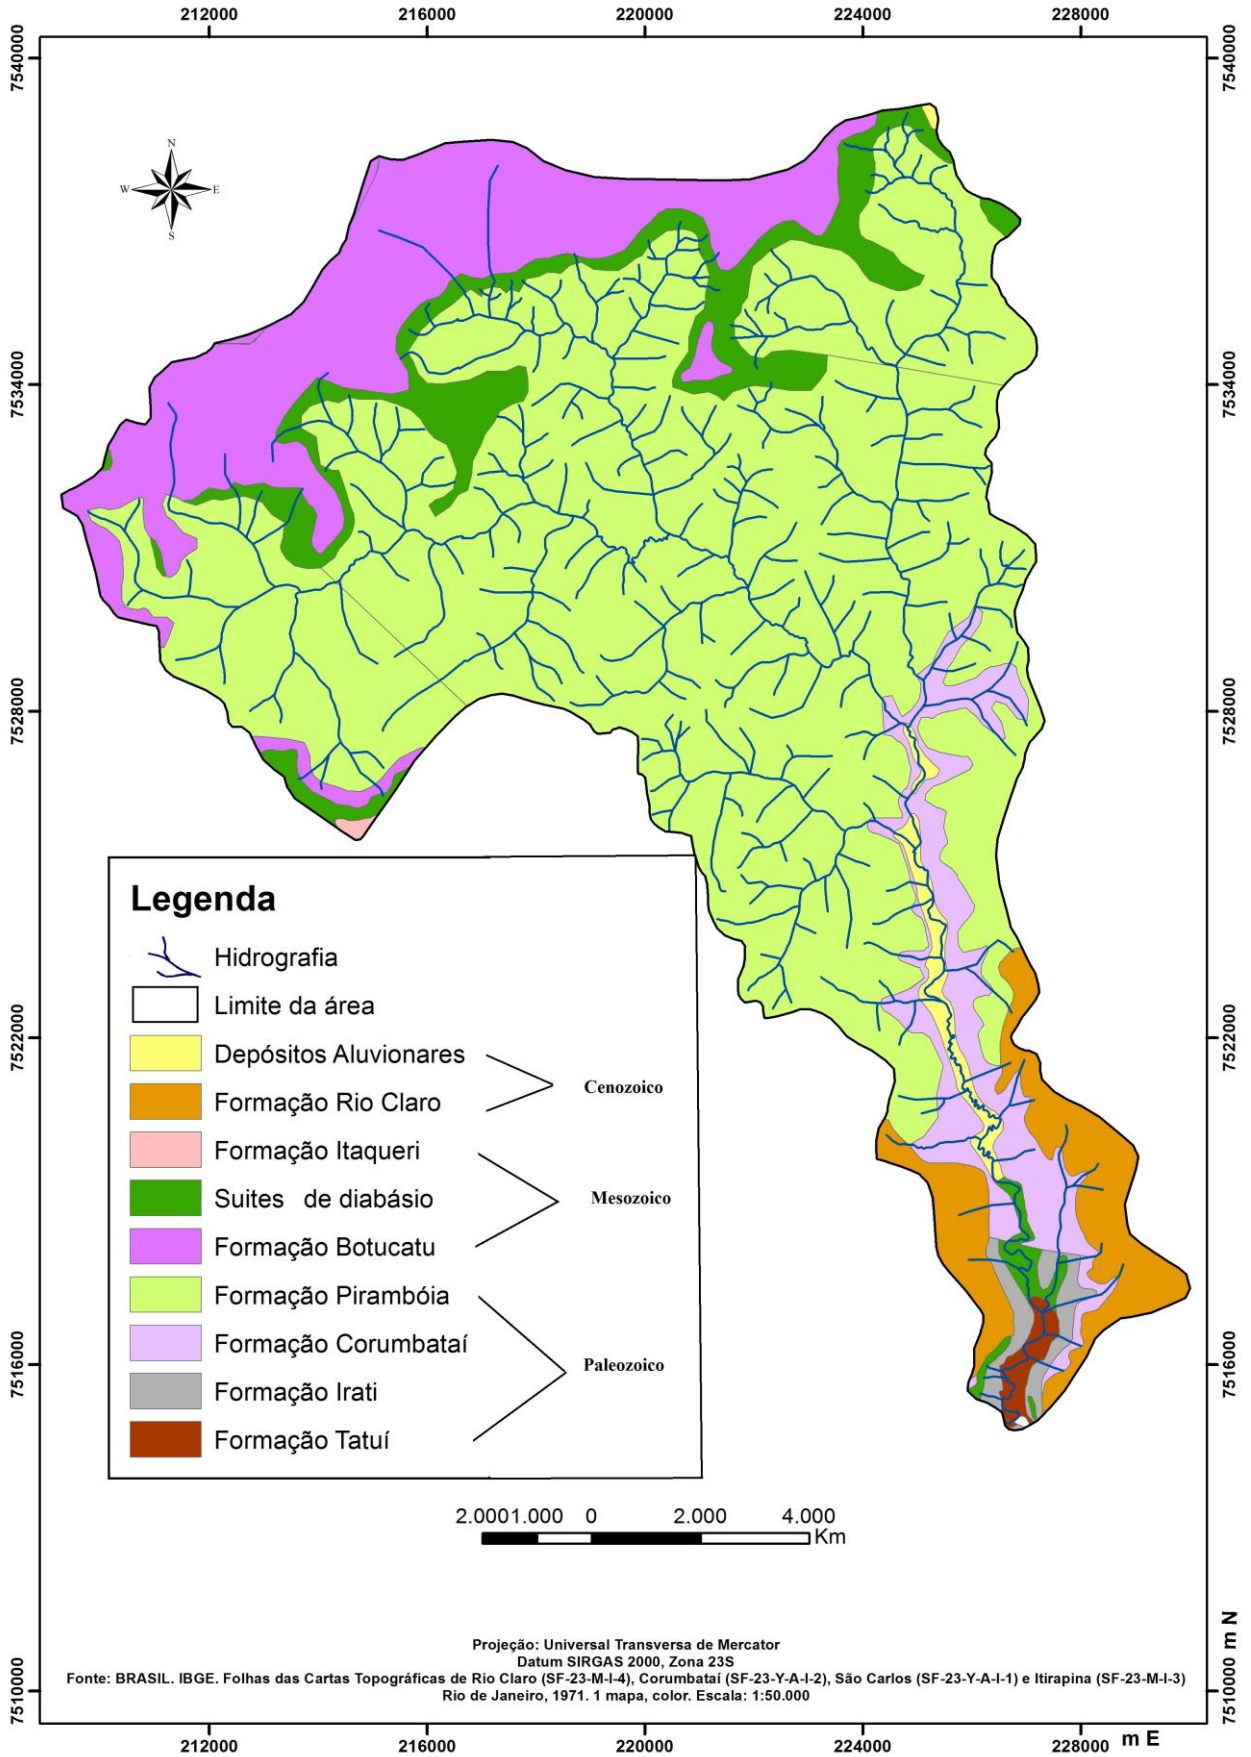 212000 216000 220000 224000 228000
7540000 7540000
N
W E
S
7534000 7534000
7528000 7528000
Legenda
Hidrografia
Limite da área
7522000 7522000
Depósitos Aluvionares
Cenozoico
Formação Rio Claro
Formação Itaqueri
Suites de diabásio
Mesozoico
Formação Botucatu
Formação Pirambóia
Formação Corumbataí
Paleozoico
7516000 7516000
Formação Irati
Formação Tatuí
2.0001.000 0 2.000 4.000
Km
Projeção: Universal Transversa de Mercator
Datum SIRGAS 2000, Zona 23S
Fonte: BRASIL. IBGE. Folhas das Cartas Topográficas de Rio Claro (SF-23-M-I-4), Corumbataí (SF-23-Y-A-I-2), São Carlos (SF-23-Y-A-I-1) e Itirapina (SF-23-M-I-3)
Rio de Janeiro, 1971. 1 mapa, color. Escala: 1:50.000
7510000 7510000 m N
212000 216000 220000 224000 228000 m E